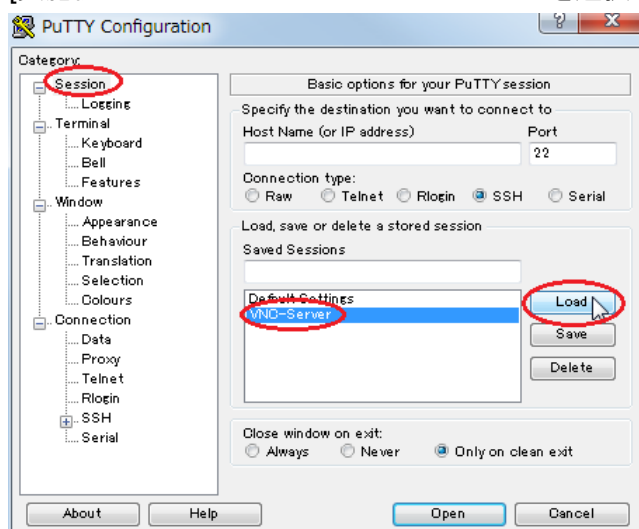 PuTTY Configuration
Category:
Session
Logging
Terminal
Keyboard
Bell
Features
Window
Appearance
Behaviour
Translation
Selection
Colours
Connection
Data
Proxy
Telnet
Rlogin
SSH
Serial
Basic options for your PuTTY session
Specify the destination you want to connect to
Host Name (or IP address) Port
22
Connection type:
Raw Telnet Rlogin SSH Serial
Load, save or delete a stored session
Saved Sessions
Default Settings
VNC-Server
Load
Save
Delete
Close window on exit:
Always Never Only on clean exit
About Help Open Cancel